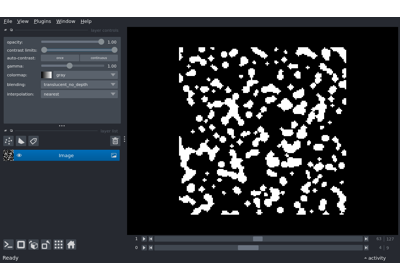 File View Plugins Window Help
opacity: 1.00
contrast limits:
auto-contrast: once continuous
gamma: 1.00
colormap: gray
blending: translucent_no_depth
interpolation: nearest
Image
1
0
Ready activity